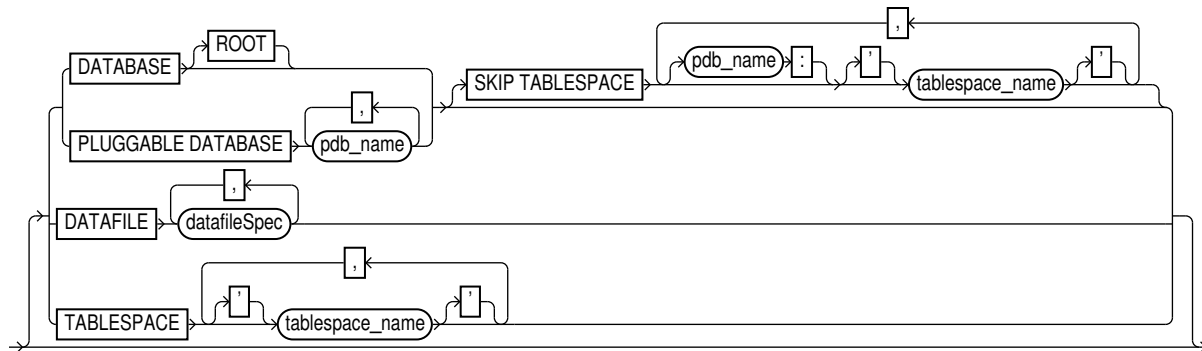 ,
ROOT
pdb_name : ' '
DATABASE SKIP TABLESPACE tablespace_name
,
PLUGGABLE DATABASE pdb_name
,
DATAFILE datafileSpec
,
' '
TABLESPACE tablespace_name